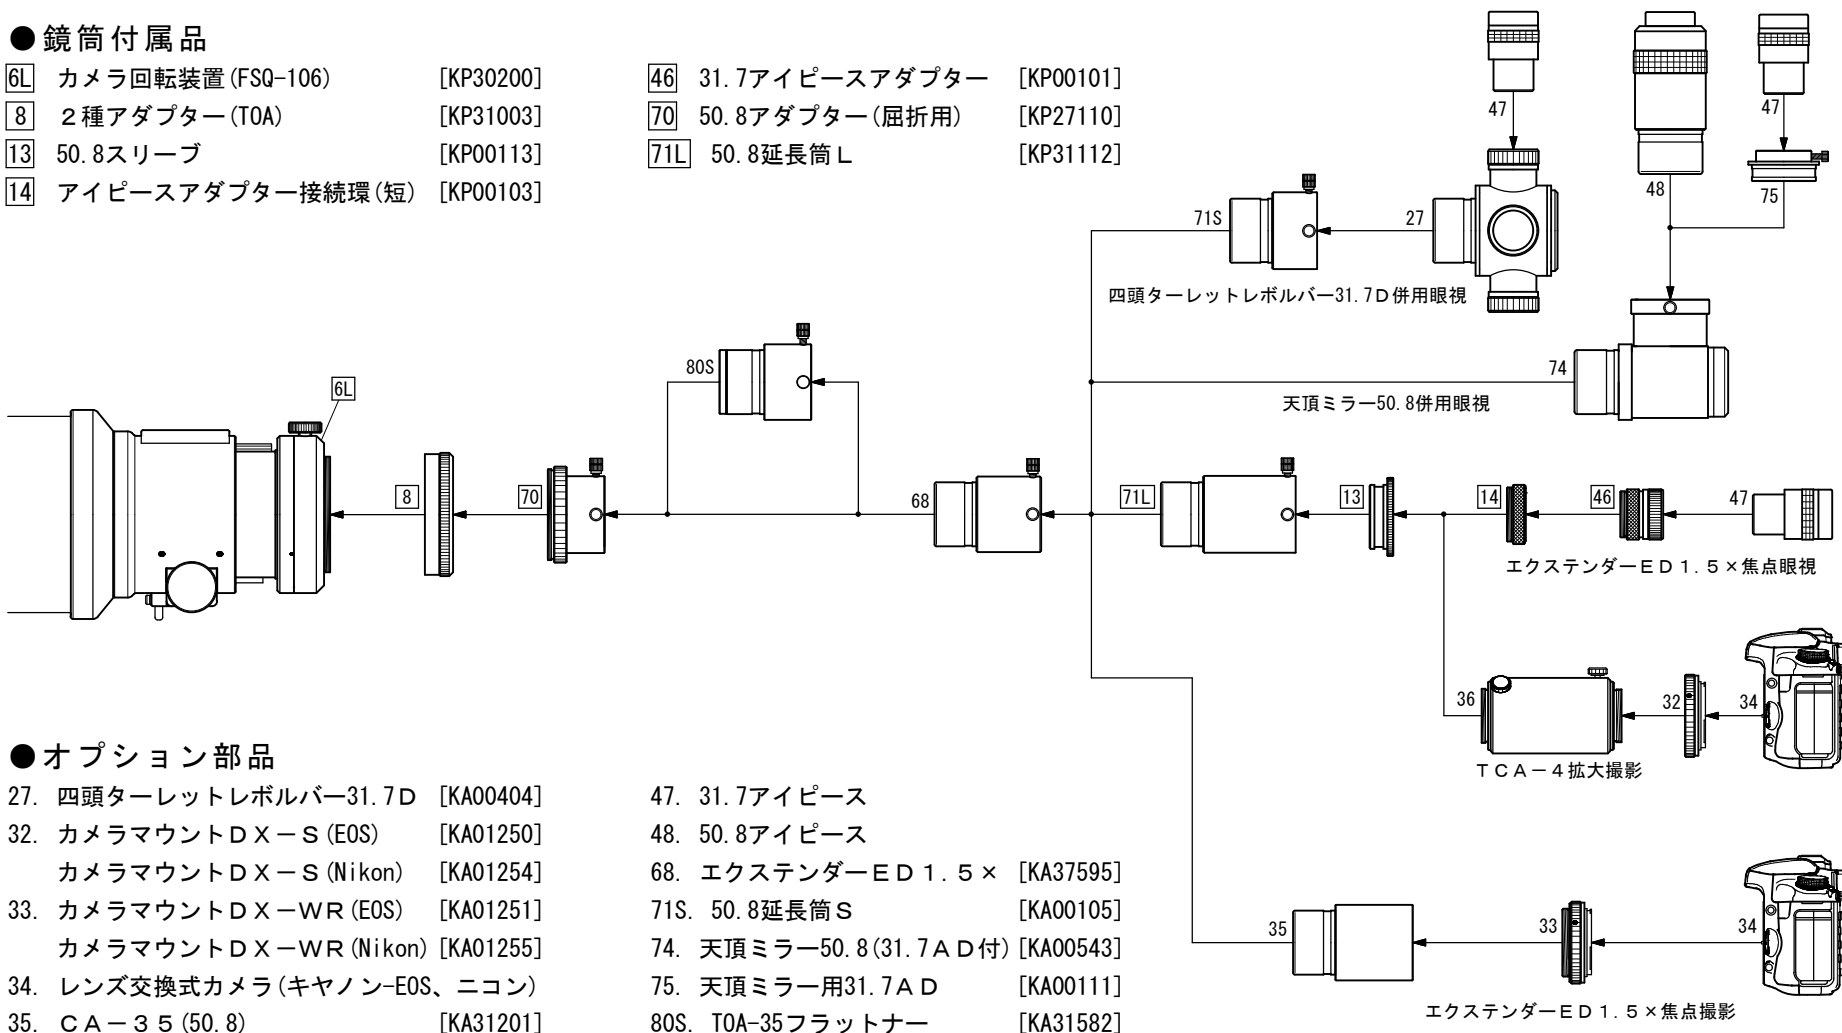 ●鏡筒付属品
6L カメラ回転装置(FSQ-106) [KP30200]
8 2種アダプター(TOA) [KP31003]
13 50.8スリーブ [KP00113]
14 アイピースアダプター接続環(短) [KP00103]
46 31.7アイピースアダプター [KP00101]
70 50.8アダプター(屈折用) [KP27110]
71L 50.8延長筒L [KP31112]
47
47
48
75
71S
27
四頭ターレットレボルバー31.7D併用眼視
80S
74
天頂ミラー50.8併用眼視
6L
8
70
68
71L
13
14
46
47
エクステンダーED1.5×焦点眼視
36
32
34
TCA-4拡大撮影
35
33
34
エクステンダーED1.5×焦点撮影
●オプション部品
27. 四頭ターレットレボルバー31.7D [KA00404]
32. カメラマウントDX-S(EOS) [KA01250]
カメラマウントDX-S(Nikon) [KA01254]
33. カメラマウントDX-WR(EOS) [KA01251]
カメラマウントDX-WR(Nikon) [KA01255]
34. レンズ交換式カメラ(キヤノン-EOS、ニコン)
35. CA-35(50.8) [KA31201]
47. 31.7アイピース
48. 50.8アイピース
68. エクステンダーED1.5× [KA37595]
71S. 50.8延長筒S [KA00105]
74. 天頂ミラー50.8(31.7AD付) [KA00543]
75. 天頂ミラー用31.7AD [KA00111]
80S. TOA-35フラットナー [KA31582]